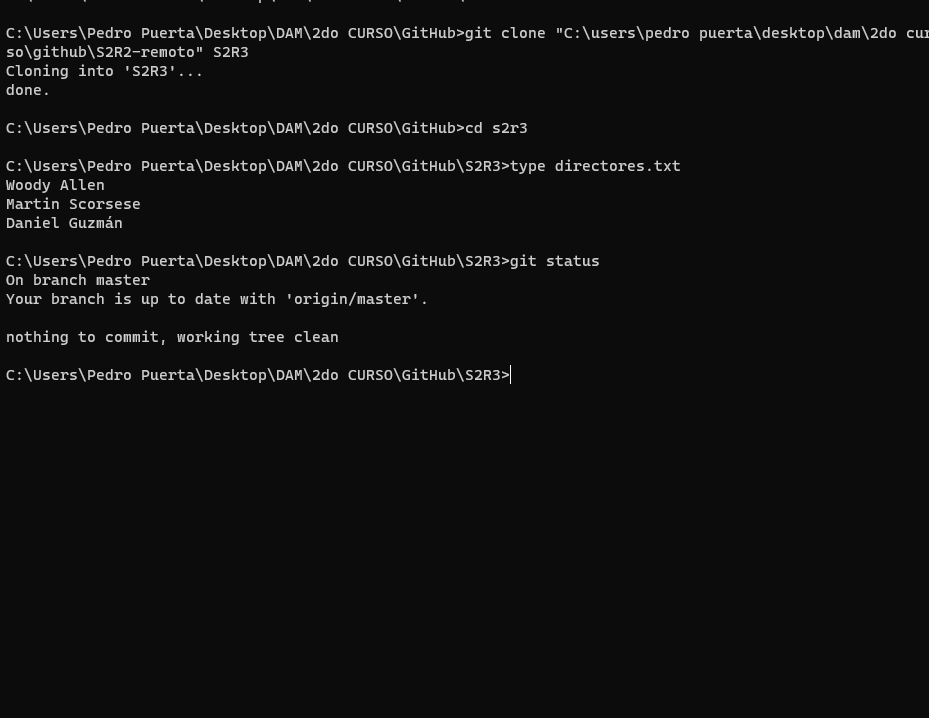 C:\Users\Pedro Puerta\Desktop\DAM\2do CURSO\GitHub>git clone "C:\users\pedro puerta\desktop\dam\2do cur
so\github\S2R2-remoto" S2R3
Cloning into 'S2R3'...
done.
C:\Users\Pedro Puerta\Desktop\DAM\2do CURSO\GitHub>cd s2r3
C:\Users\Pedro Puerta\Desktop\DAM\2do CURSO\GitHub\S2R3>type directores.txt
Woody Allen
Martin Scorsese
Daniel Guzmán
C:\Users\Pedro Puerta\Desktop\DAM\2do CURSO\GitHub\S2R3>git status
On branch master
Your branch is up to date with 'origin/master'.
nothing to commit, working tree clean
C:\Users\Pedro Puerta\Desktop\DAM\2do CURSO\GitHub\S2R3>